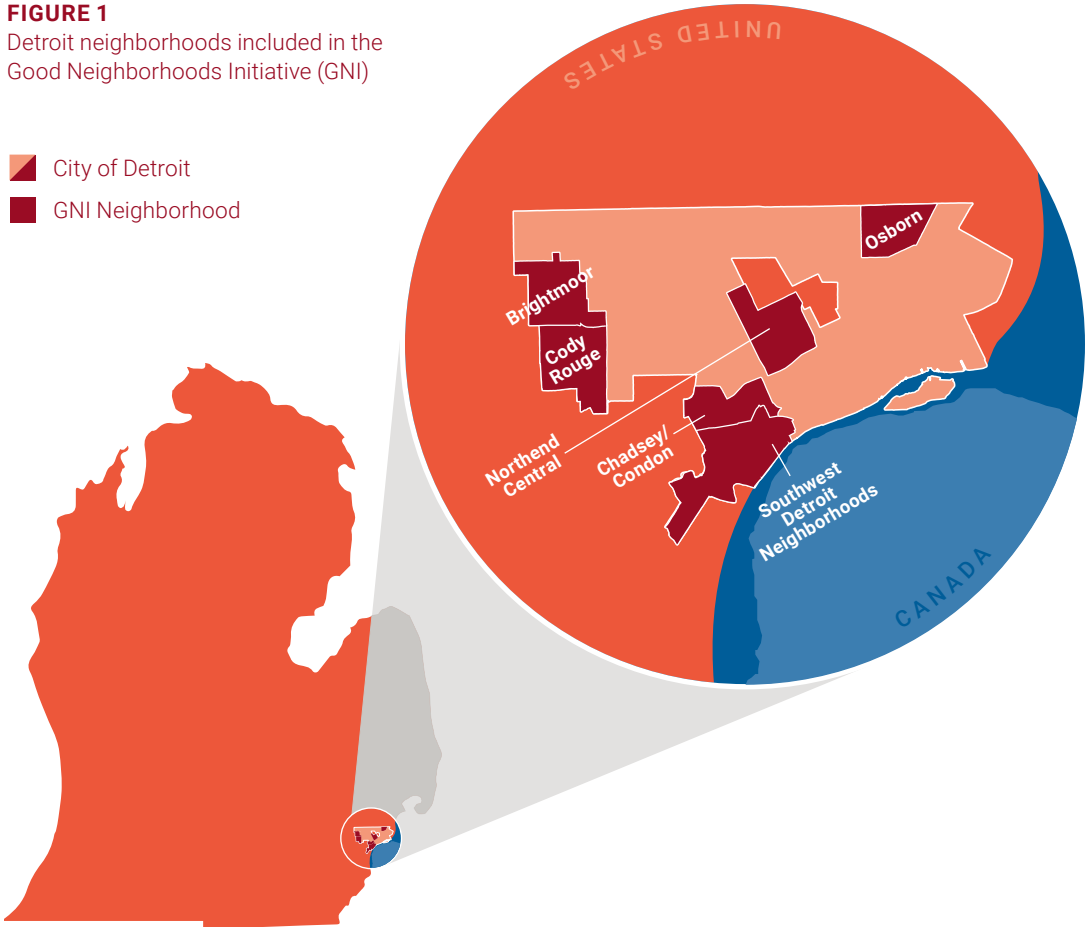 FIGURE 1
Detroit neighborhoods included in the
Good Neighborhoods Initiative (GNI)
City of Detroit
GNI Neighborhood
UNITED STATES
Osborn
Brightmoor
Cody
Rouge
Northend
Central
Chadsey/
Condon
Southwest
Detroit
Neighborhoods
CANADA